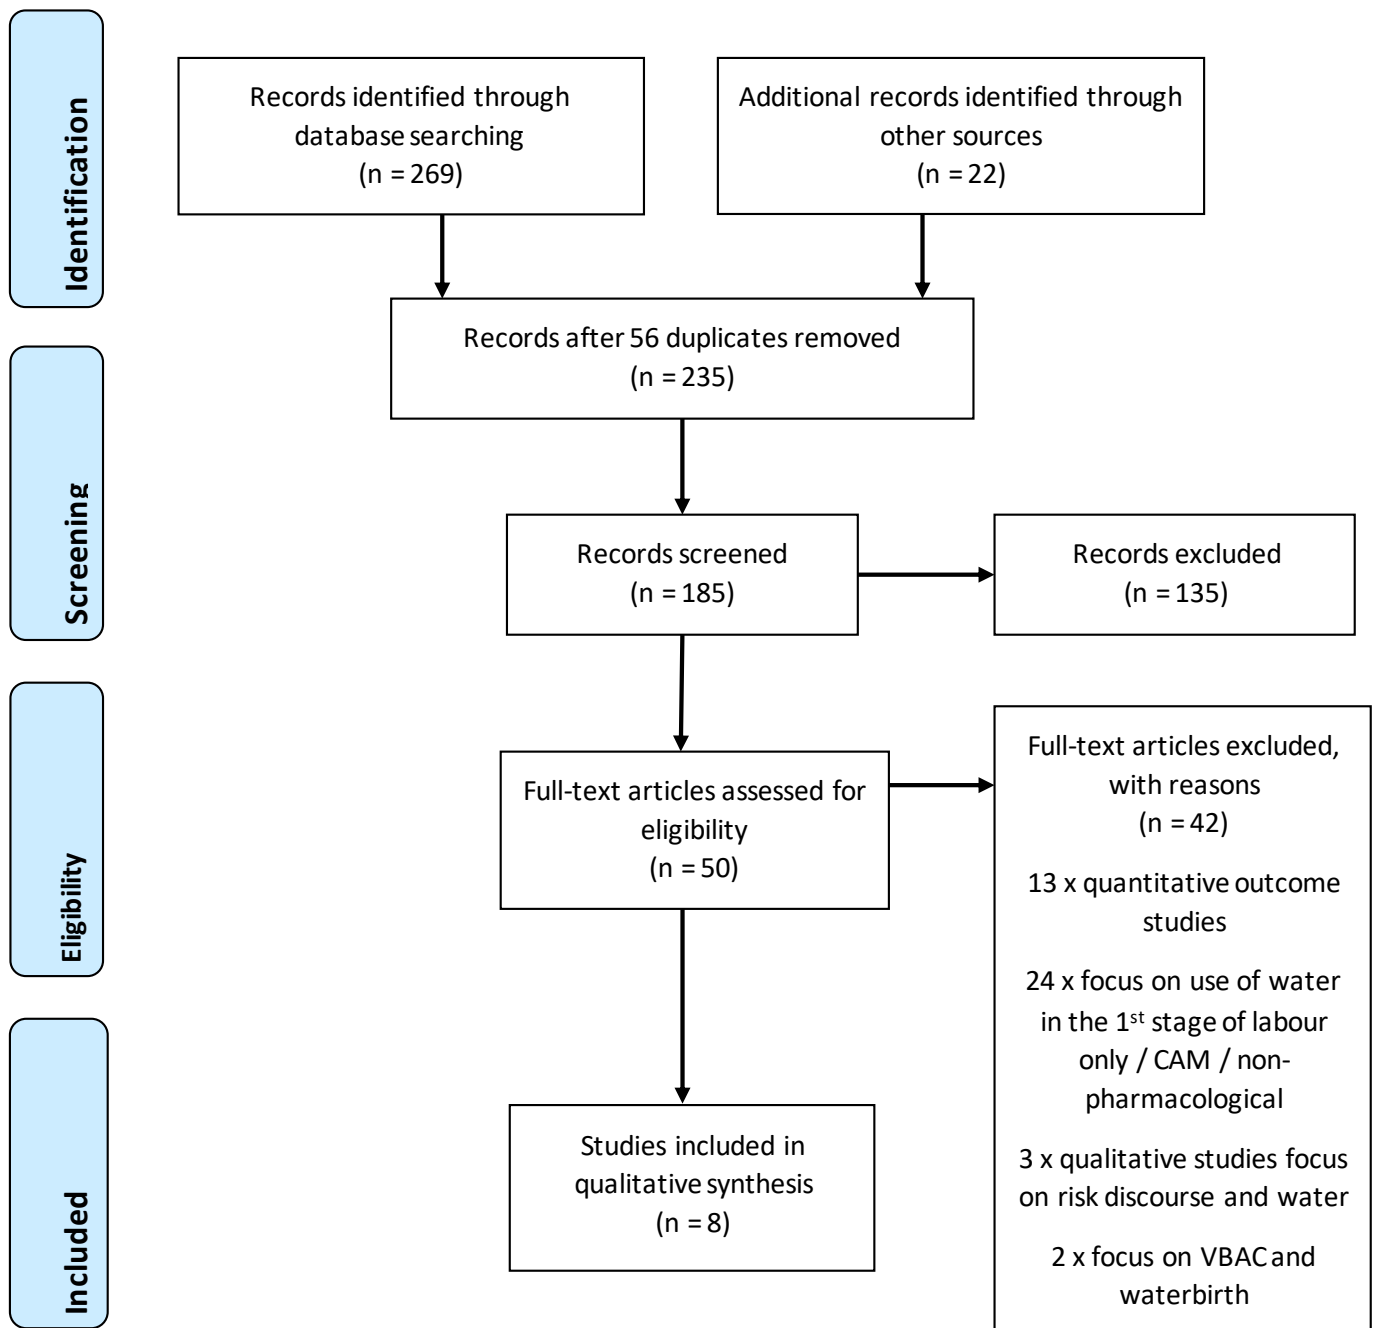 Identification
Records identified through
database searching
(n = 269)
Additional records identified through
other sources
(n = 22)
Records after 56 duplicates removed
(n = 235)
Screening
Records screened
(n = 185)
Records excluded
(n = 135)
Eligibility
Full-text articles assessed for
eligibility
(n = 50)
Full-text articles excluded,
with reasons
(n = 42)
13 x quantitative outcome
studies
24 x focus on use of water
in the 1st stage of labour
only / CAM / non-
pharmacological
3 x qualitative studies focus
on risk discourse and water
2 x focus on VBAC and
waterbirth
Included
Studies included in
qualitative synthesis
(n = 8)